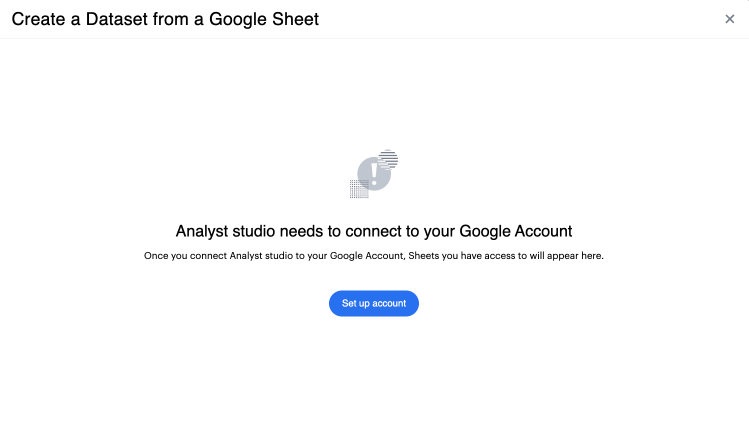 Create a Dataset from a Google Sheet
Analyst studio needs to connect to your Google Account
Once you connect Analyst studio to your Google Account, Sheets you have access to will appear here.
Set up account